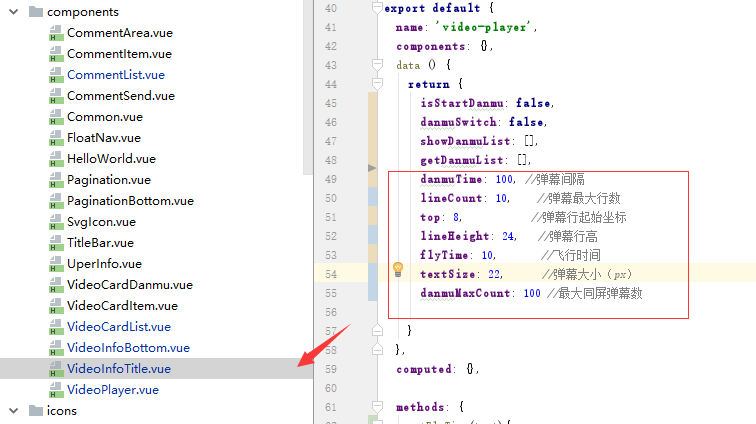 components
CommentArea.vue
CommentItem.vue
CommentList.vue
CommentSend.vue
Common.vue
FloatNav.vue
HelloWorld.vue
Pagination.vue
PaginationBottom.vue
SvgIcon.vue
TitleBar.vue
UperInfo.vue
VideoCardDanmu.vue
VideoCardItem.vue
VideoCardList.vue
VideoInfoBottom.vue
VideoInfoTitle.vue
VideoPlayer.vue
icons
40 export default {
41 name: 'video-player',
42 components: {},
43 data () {
44 return {
45 isStartDanmu: false,
46 danmuSwitch: false,
47 showDanmuList: [],
48 getDanmuList: [],
49 danmuTime: 100, //弹幕间隔
50 lineCount: 10, //弹幕最大行数
51 top: 8, //弹幕行起始坐标
52 lineHeight: 24, //弹幕行高
53 flyTime: 10, //飞行时间
54 textSize: 22, //弹幕大小（px）
55 danmuMaxCount: 100 //最大同屏弹幕数
56
57 }
58 },
59 computed: {},
60
61 methods: {